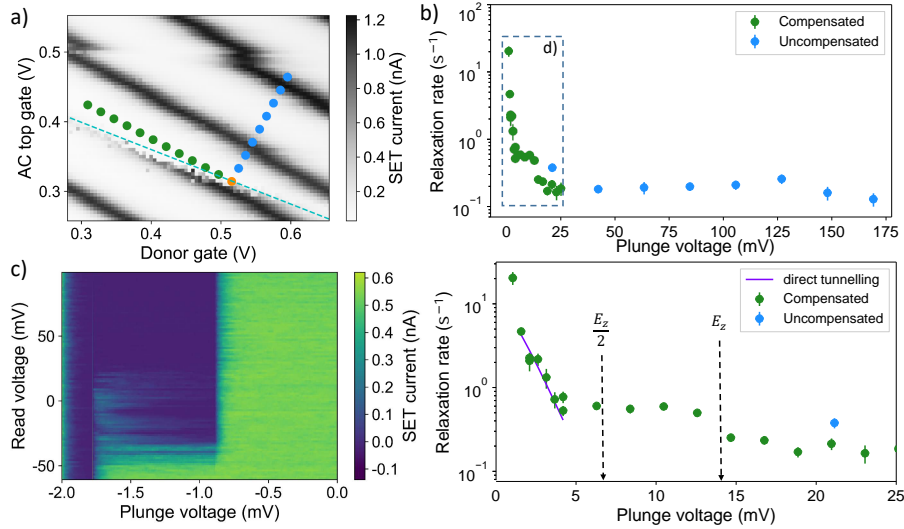 a)
AC top gate (V)
0.5
0.4
0.3
0.3
0.4
0.5
0.6
Donor gate (V)
1.2
1.0
0.8
0.6
0.4
0.2
SET current (nA)
b)
Relaxation rate (s⁻¹)
10¹
10⁰
10⁻¹
d)
Compensated
Uncompensated
0 25 50 75 100 125 150 175
Plunge voltage (mV)
c)
Read voltage (mV)
50
0
-50
-2.0 -1.5 -1.0 -0.5 0.0
Plunge voltage (mV)
0.6
0.5
0.4
0.3
0.2
0.1
0.0
-0.1
SET current (nA)
Relaxation rate (s⁻¹)
10¹
10⁰
10⁻¹
E_z/2
E_z
direct tunnelling
Compensated
Uncompensated
0 5 10 15 20 25
Plunge voltage (mV)